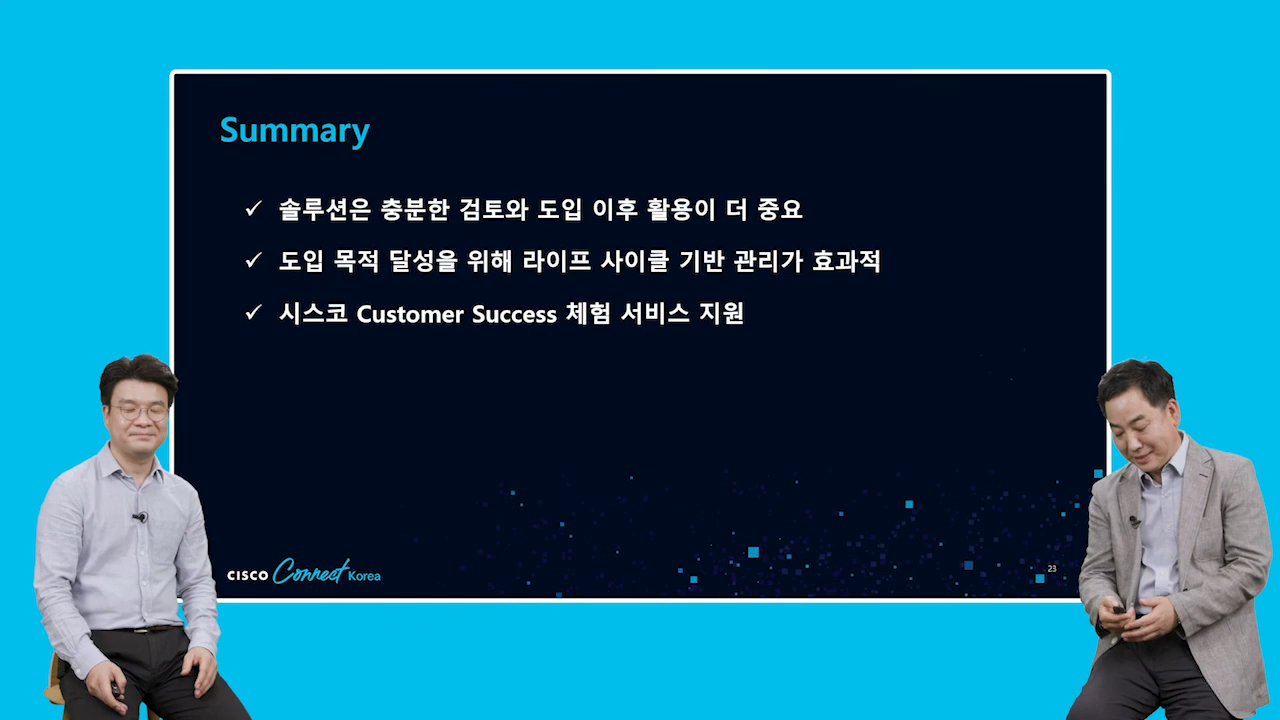 Summary
✓ 솔루션은 충분한 검토와 도입 이후 활용이 더 중요
✓ 도입 목적 달성을 위해 라이프 사이클 기반 관리가 효과적
✓ 시스코 Customer Success 체험 서비스 지원
CISCO Connect Korea
23